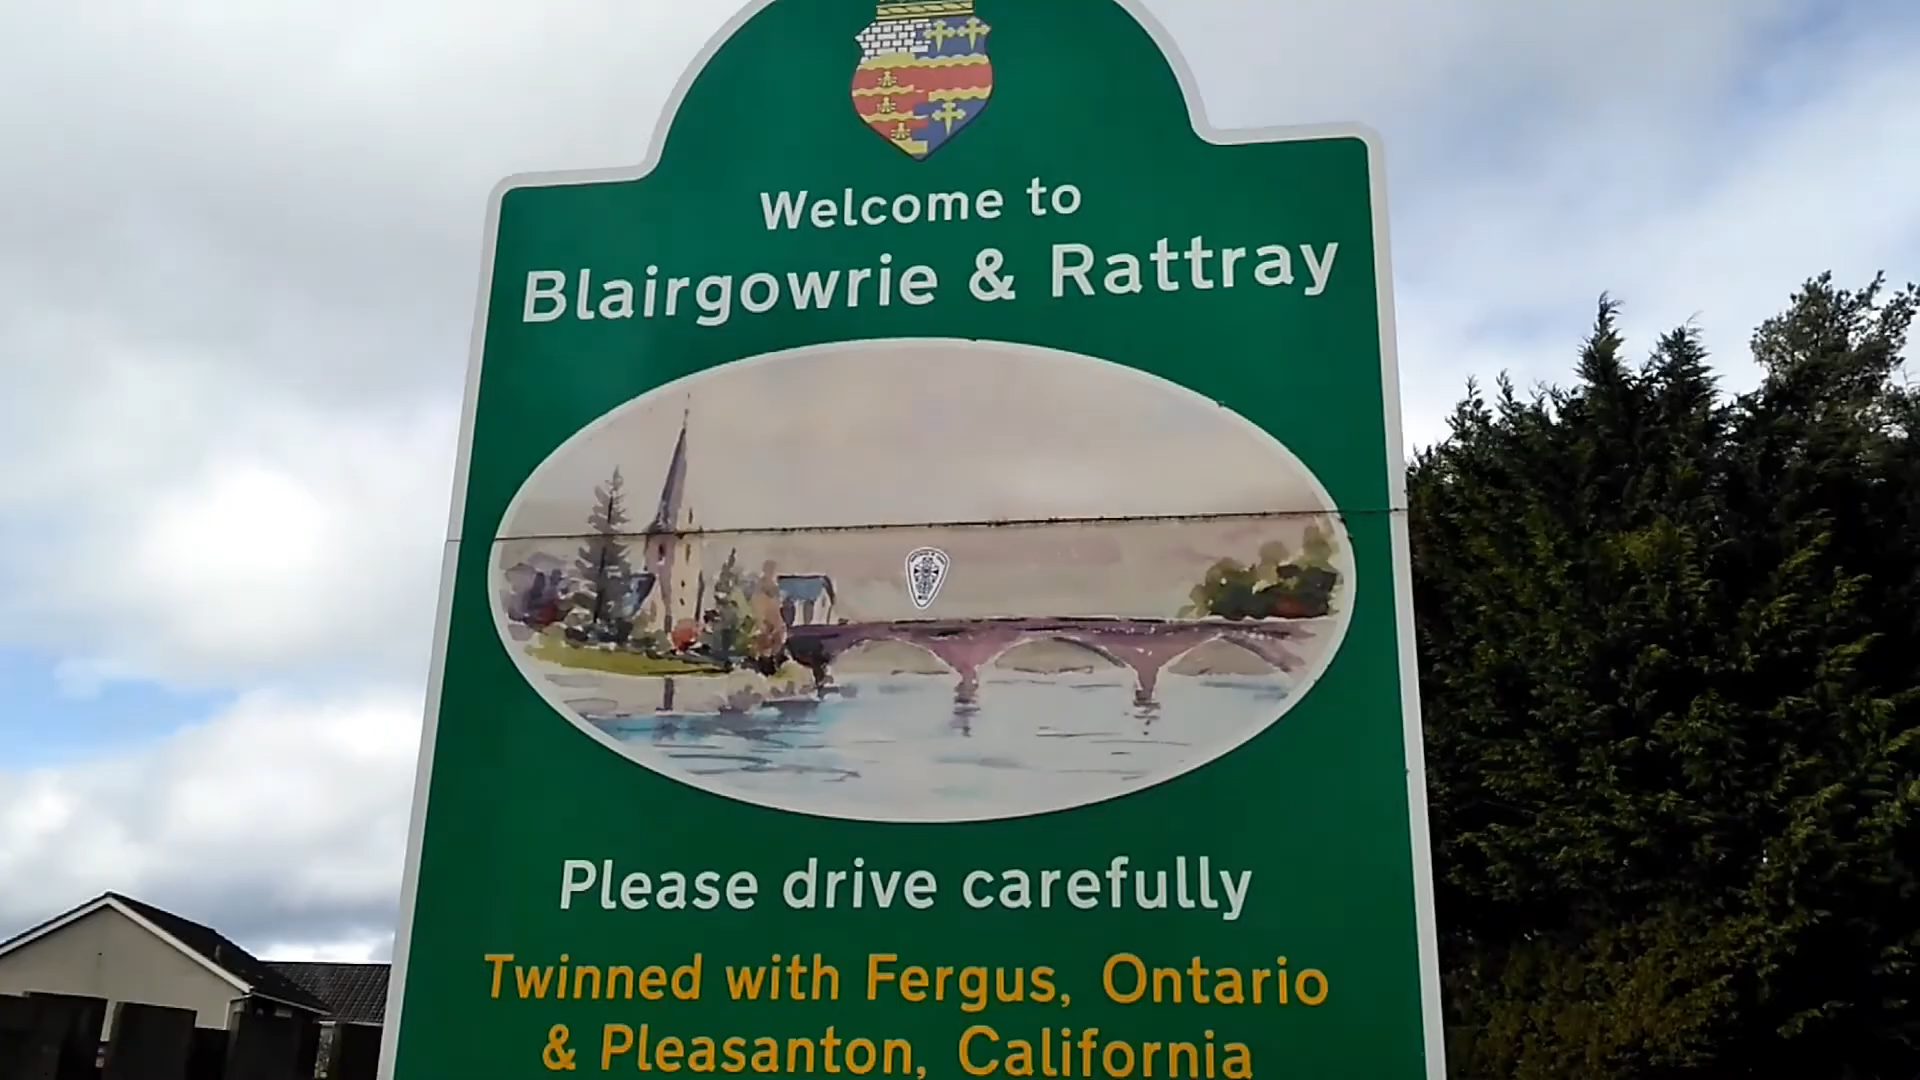 Welcome to
Blairgowrie & Rattray
Please drive carefully
Twinned with Fergus, Ontario
& Pleasanton, California